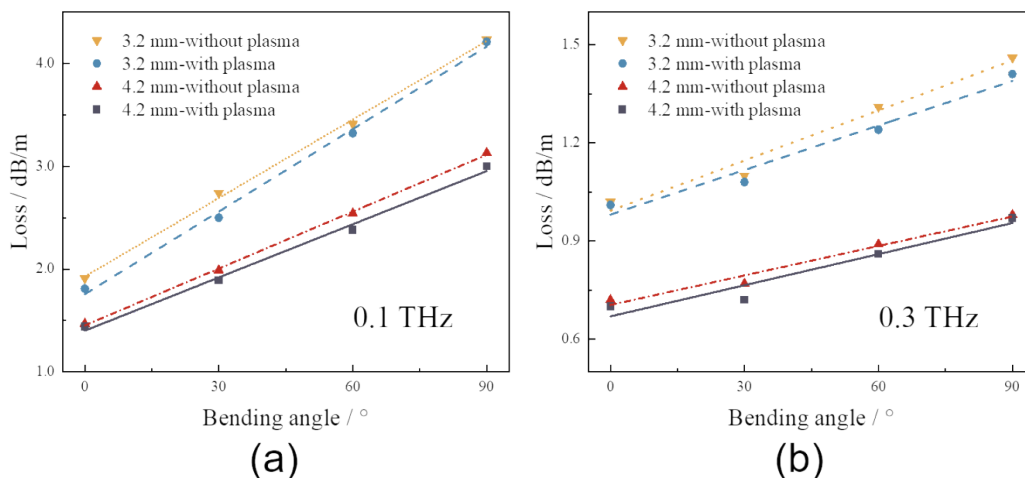 3.2 mm-without plasma
3.2 mm-with plasma
4.2 mm-without plasma
4.2 mm-with plasma
4.0
3.0
2.0
1.0
Loss / dB/m
0.1 THz
0
30
60
90
Bending angle / °
(a)
3.2 mm-without plasma
3.2 mm-with plasma
4.2 mm-without plasma
4.2 mm-with plasma
1.5
1.2
0.9
0.6
Loss / dB/m
0.3 THz
0
30
60
90
Bending angle / °
(b)